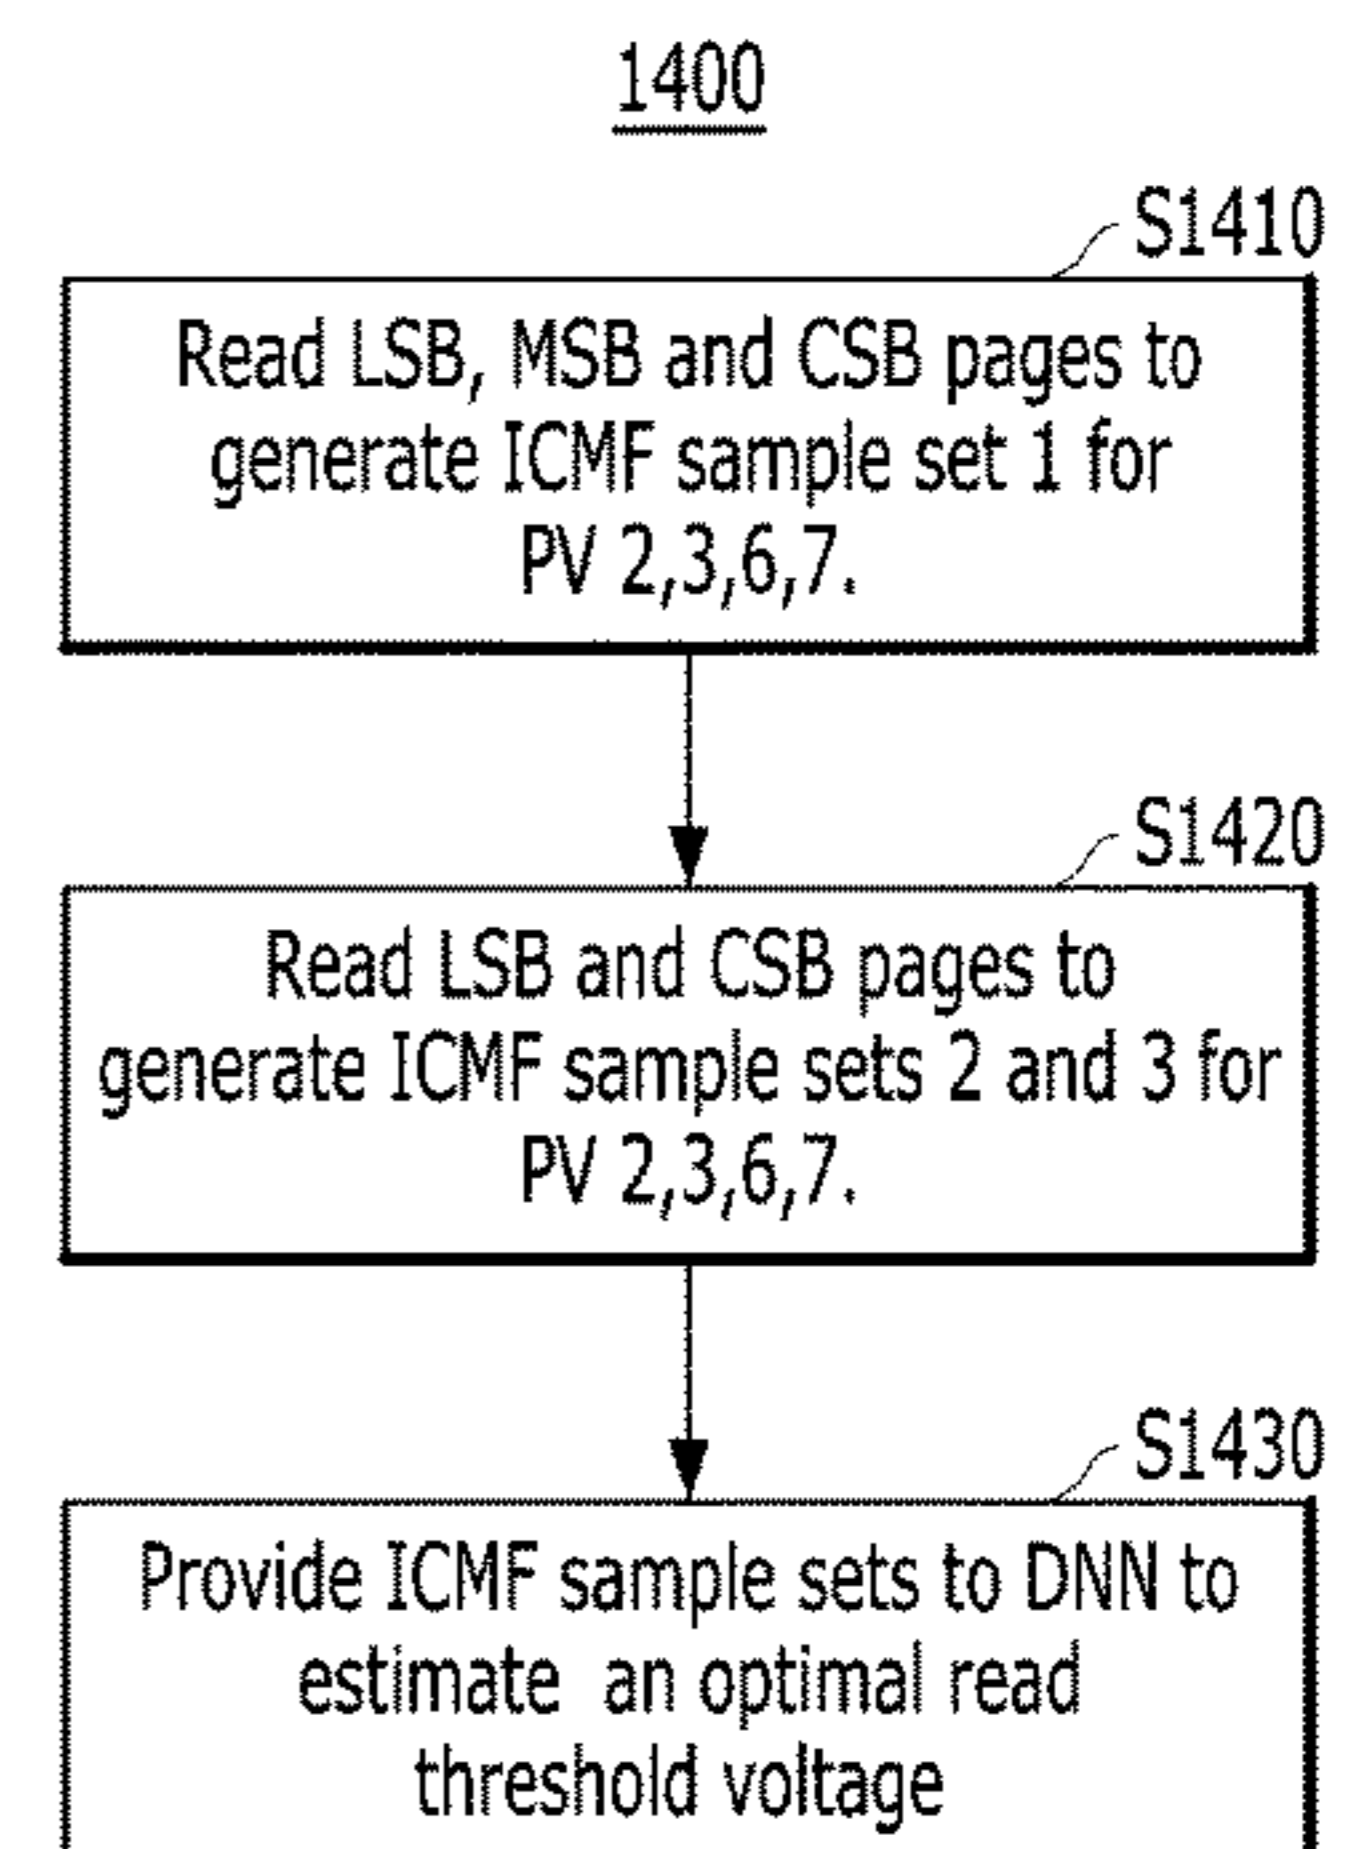 1400
S1410
Read LSB, MSB and CSB pages to
generate ICMF sample set 1 for
PV 2,3,6,7.
S1420
Read LSB and CSB pages to
generate ICMF sample sets 2 and 3 for
PV 2,3,6,7.
S1430
Provide ICMF sample sets to DNN to
estimate an optimal read
threshold voltage